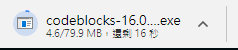 codeblocks-16.0....exe
4.6/79.9 MB，還剩 16 秒